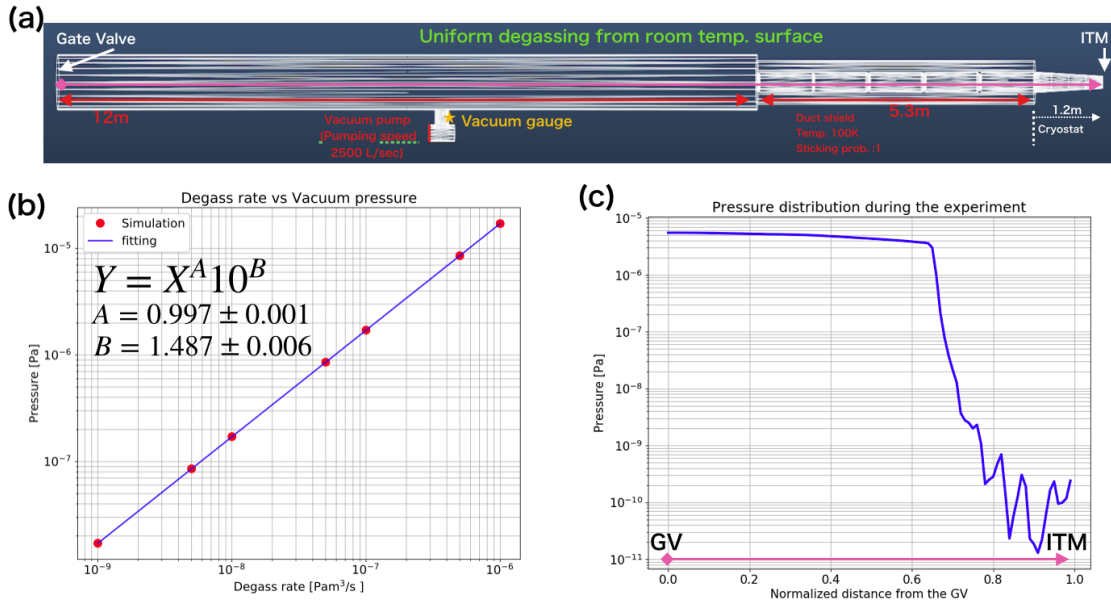 (a)
Gate Valve
Uniform degassing from room temp. surface
ITM
12m
Vacuum pump
(Pumping speed
2500 L/sec)
Vacuum gauge
5.3m
Duct shield
Temp. 100K
Sticking prob. :1
1.2m
Cryostat
(b)
Degass rate vs Vacuum pressure
Simulation
fitting
Y = X^A 10^B
A = 0.997 ± 0.001
B = 1.487 ± 0.006
Pressure [Pa]
10^-5
10^-6
10^-7
10^-9
10^-8
10^-7
10^-6
Degass rate [Pam^3/s ]
(c)
Pressure distribution during the experiment
Pressure [Pa]
10^-5
10^-6
10^-7
10^-8
10^-9
10^-10
10^-11
GV
ITM
0.0
0.2
0.4
0.6
0.8
1.0
Normalized distance from the GV